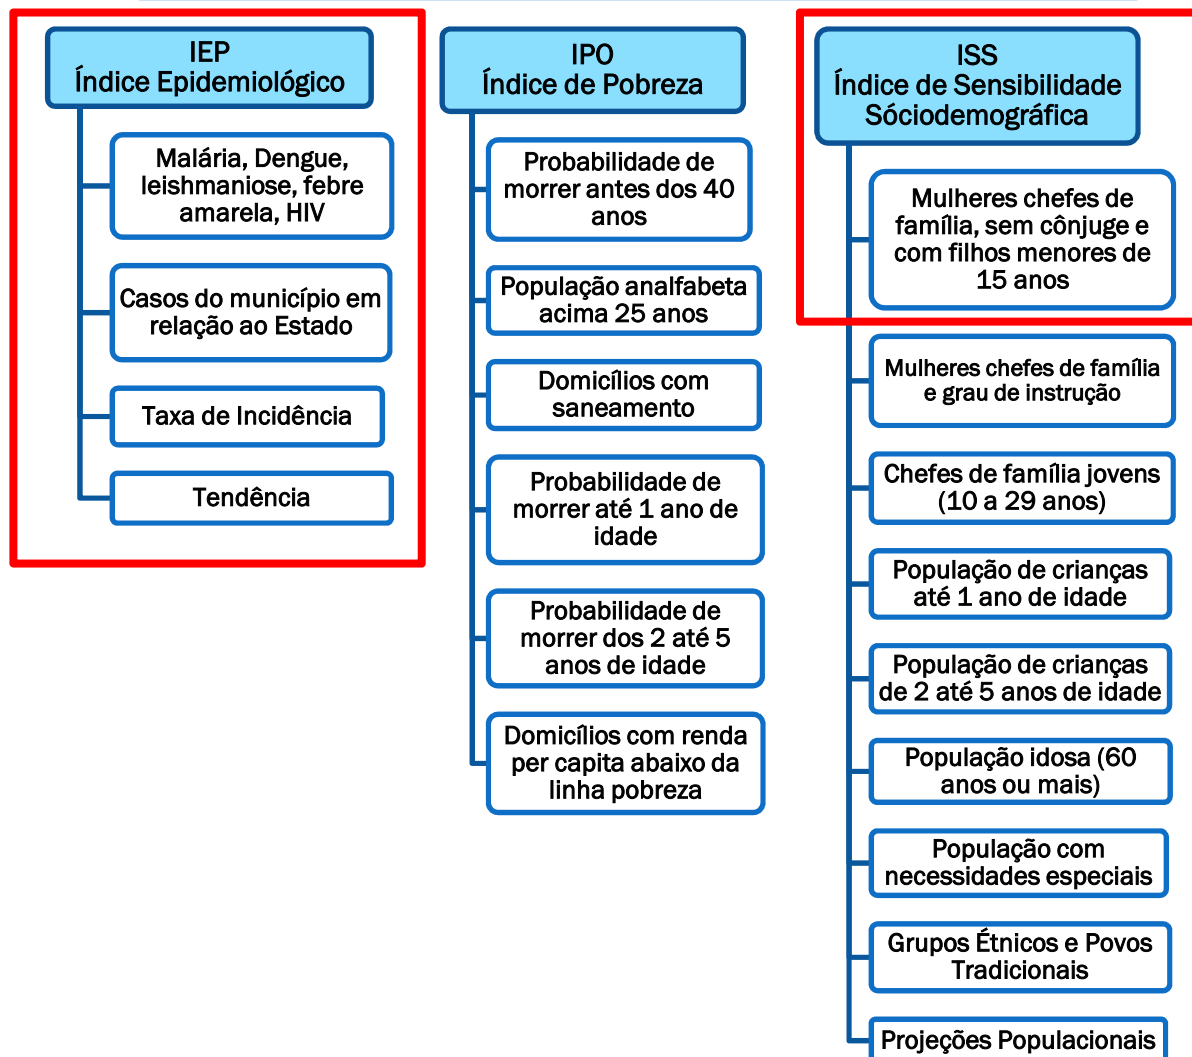 IEP
Índice Epidemiológico
Malária, Dengue,
leishmaniose, febre
amarela, HIV
Casos do município em
relação ao Estado
Taxa de Incidência
Tendência
IPO
Índice de Pobreza
Probabilidade de
morrer antes dos 40
anos
População analfabeta
acima 25 anos
Domicílios com
saneamento
Probabilidade de
morrer até 1 ano de
idade
Probabilidade de
morrer dos 2 até 5
anos de idade
Domicílios com renda
per capita abaixo da
linha pobreza
ISS
Índice de Sensibilidade
Sóciodemográfica
Mulheres chefes de
família, sem cônjuge e
com filhos menores de
15 anos
Mulheres chefes de família
e grau de instrução
Chefes de família jovens
(10 a 29 anos)
População de crianças
até 1 ano de idade
População de crianças
de 2 até 5 anos de idade
População idosa (60
anos ou mais)
População com
necessidades especiais
Grupos Étnicos e Povos
Tradicionais
Projeções Populacionais